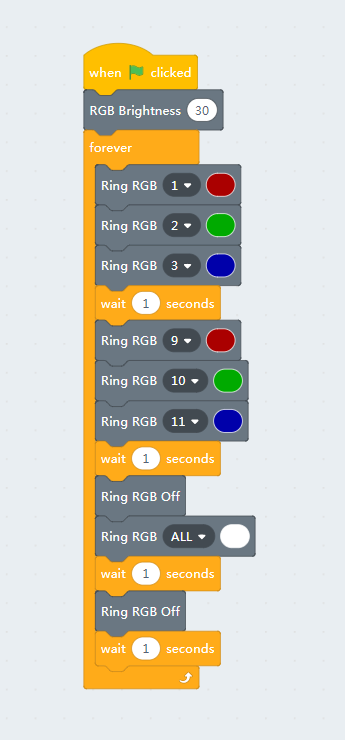 when clicked
RGB Brightness 30
forever
Ring RGB 1
Ring RGB 2
Ring RGB 3
wait 1 seconds
Ring RGB 9
Ring RGB 10
Ring RGB 11
wait 1 seconds
Ring RGB Off
Ring RGB ALL
wait 1 seconds
Ring RGB Off
wait 1 seconds